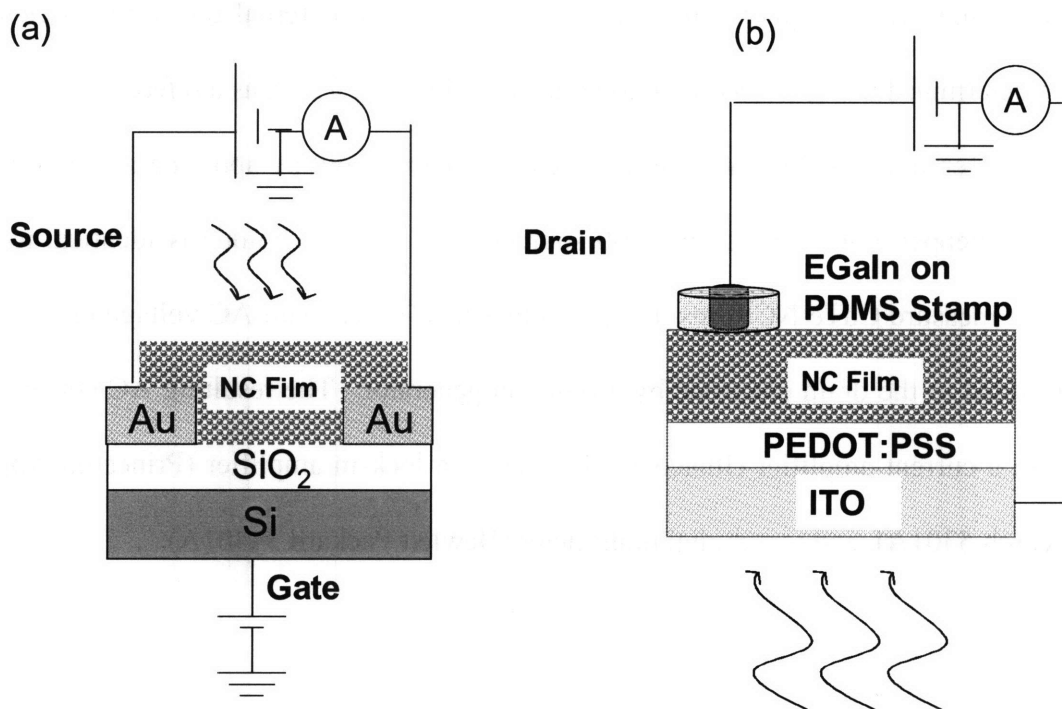 (a)
(b)
A
A
Source
Drain
EGaIn on
PDMS Stamp
NC Film
NC Film
Au
Au
PEDOT:PSS
SiO₂
ITO
Si
Gate